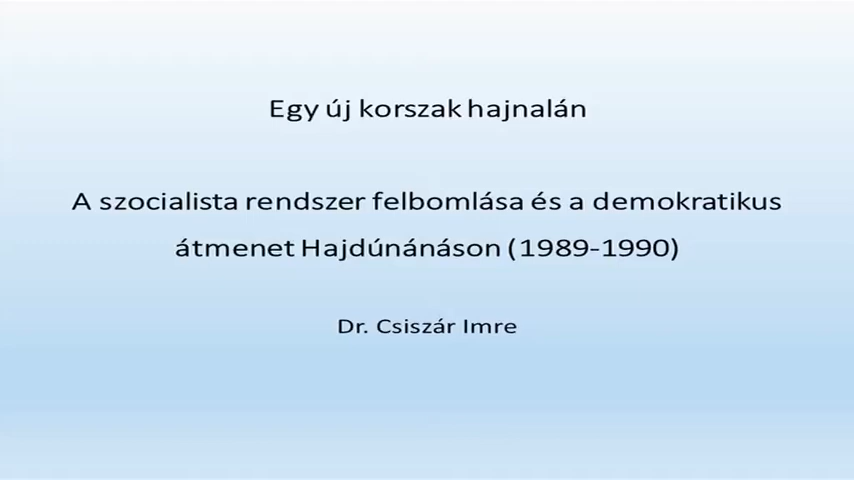 Egy új korszak hajnalán
A szocialista rendszer felbomlása és a demokratikus
átmenet Hajdúnánáson (1989-1990)
Dr. Csiszár Imre